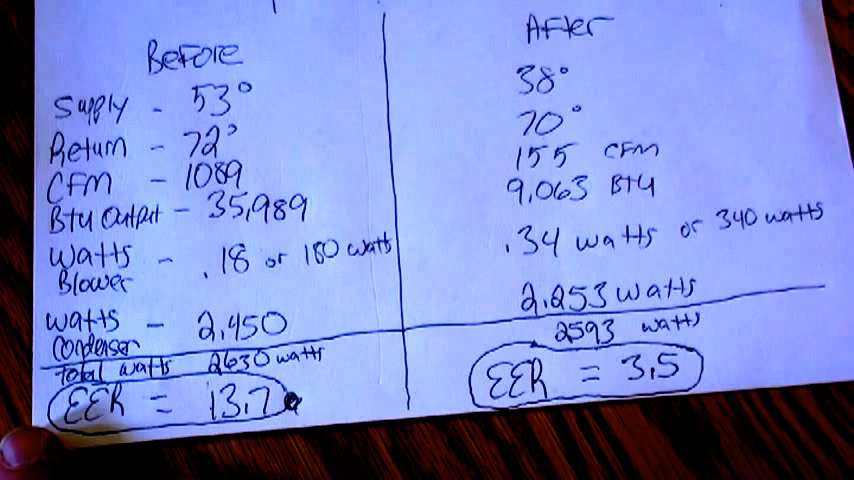 Before
Supply - 53°
Return - 72°
CFM - 1089
Btu Output - 35,989
Watts Blower - .18 or 180 watts
Watts Condenser - 2,450
Total watts 2630 watts
EER = 13.7
After
38°
70°
155 CFM
9,063 Btu
.34 watts or 340 watts
2,253 watts
2593 watts
EER = 3.5